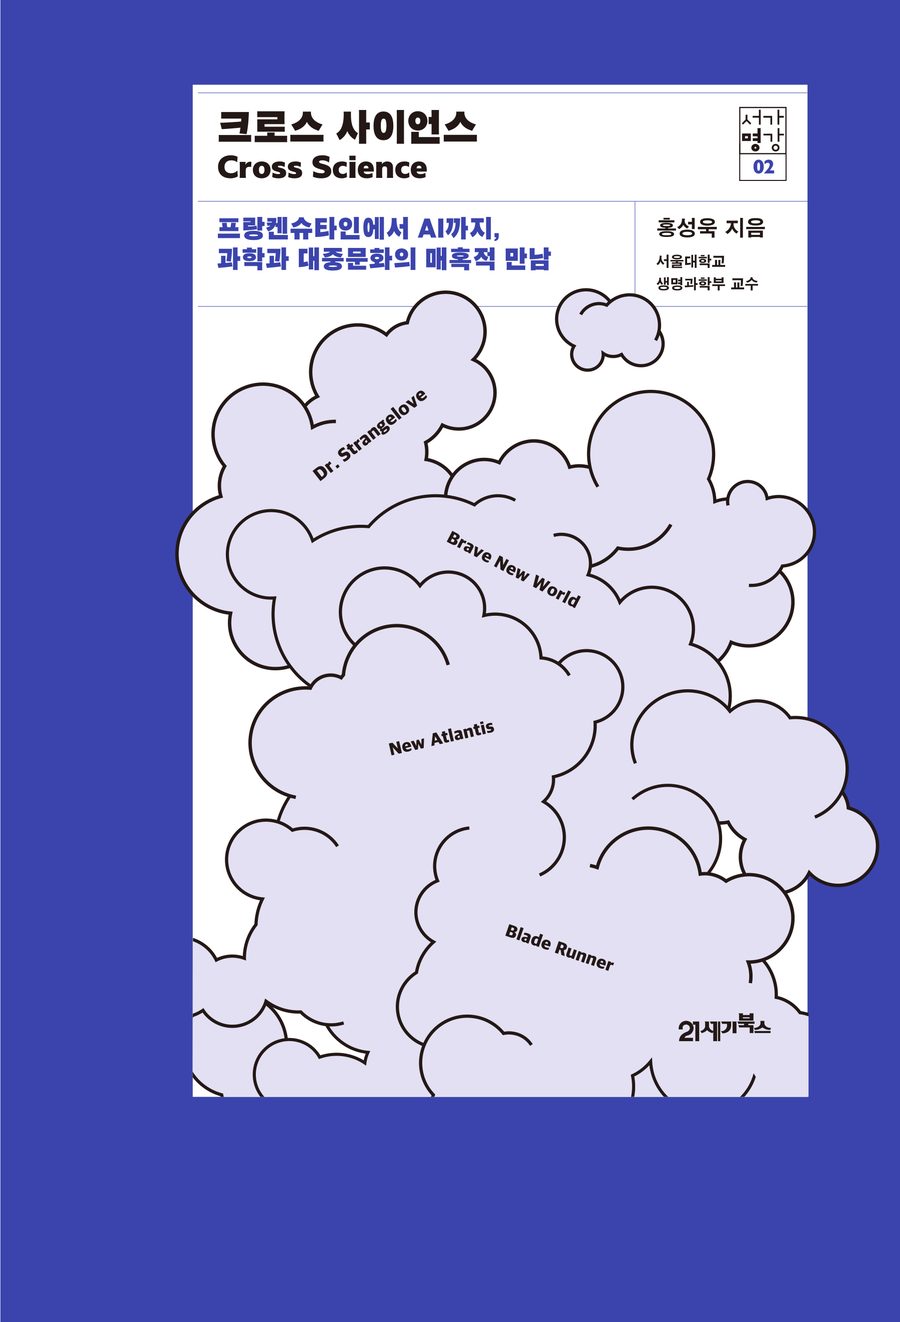 크로스 사이언스
Cross Science
서가
명강
02
프랑켄슈타인에서 AI까지,
과학과 대중문화의 매혹적 만남
홍성욱 지음
서울대학교
생명과학부 교수
Dr. Strangelove
Brave New World
New Atlantis
Blade Runner
21세기북스